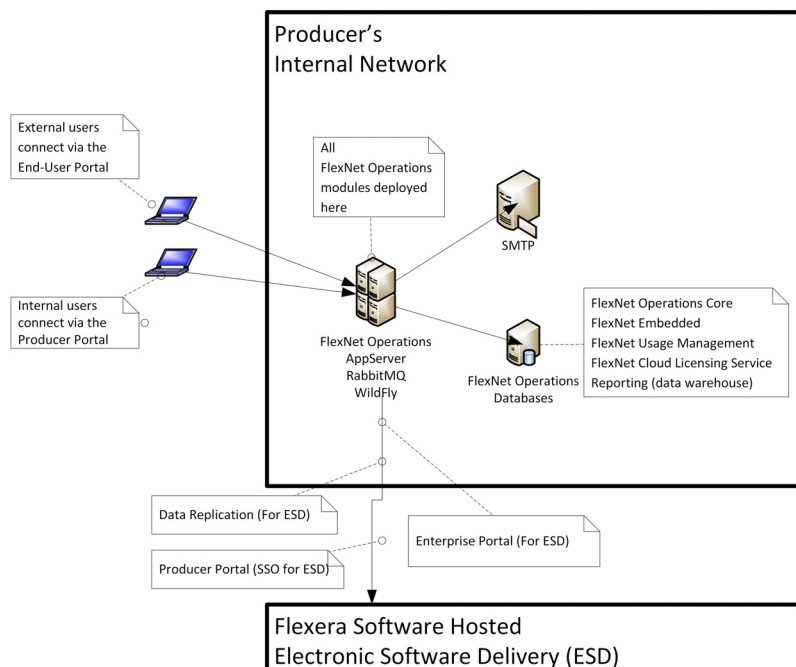 Producer's
Internal Network
External users
connect via the
End-User Portal
All
FlexNet Operations
modules deployed
here
SMTP
Internal users
connect via the
Producer Portal
FlexNet Operations
AppServer
RabbitMQ
WildFly
FlexNet Operations
Databases
FlexNet Operations Core
FlexNet Embedded
FlexNet Usage Management
FlexNet Cloud Licensing Service
Reporting (data warehouse)
Data Replication (For ESD)
Enterprise Portal (For ESD)
Producer Portal (SSO for ESD)
Flexera Software Hosted
Electronic Software Delivery (ESD)